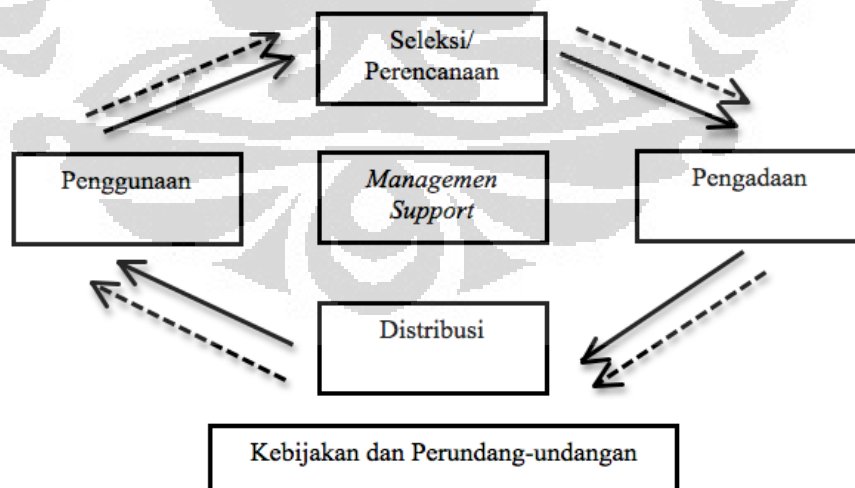 Seleksi/
Perencanaan
Penggunaan
Managemen
Support
Pengadaan
Distribusi
Kebijakan dan Perundang-undangan